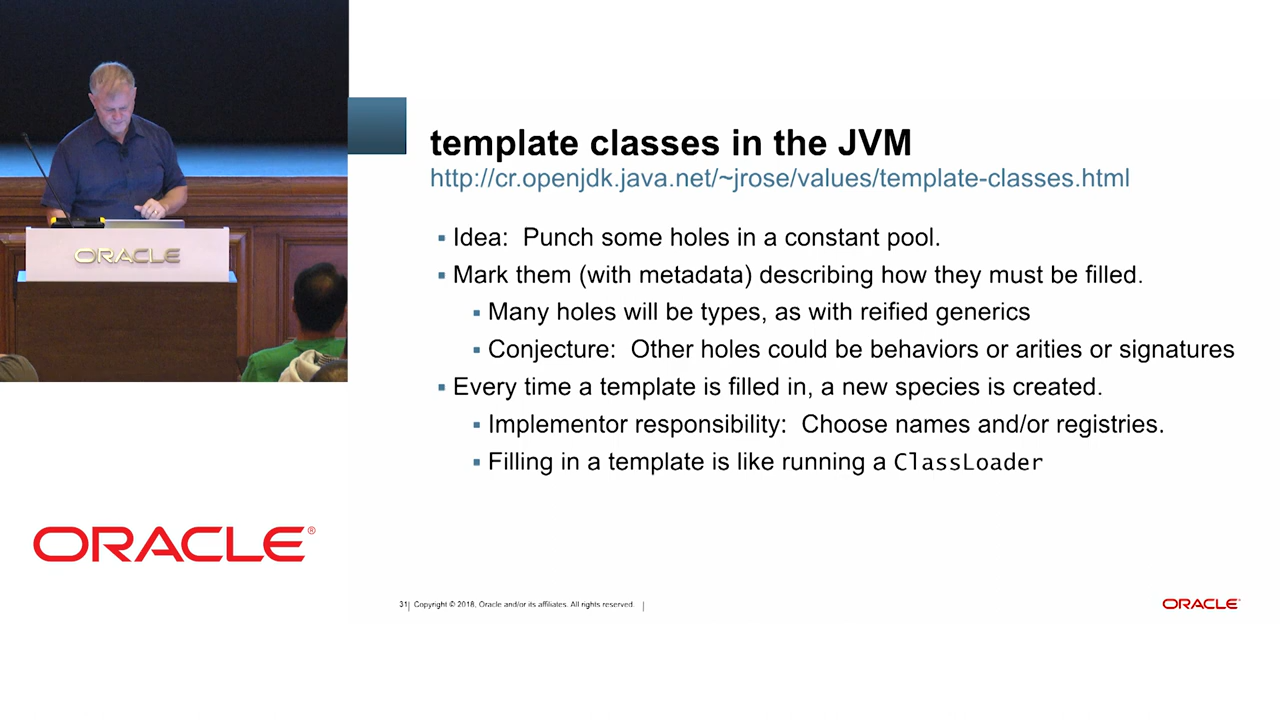 ORACLE
template classes in the JVM
http://cr.openjdk.java.net/~jrose/values/template-classes.html
▪ Idea:  Punch some holes in a constant pool.
▪ Mark them (with metadata) describing how they must be filled.
▪ Many holes will be types, as with reified generics
▪ Conjecture:  Other holes could be behaviors or arities or signatures
▪ Every time a template is filled in, a new species is created.
▪ Implementor responsibility:  Choose names and/or registries.
▪ Filling in a template is like running a ClassLoader
ORACLE®
31| Copyright © 2018, Oracle and/or its affiliates. All rights reserved. |
ORACLE®